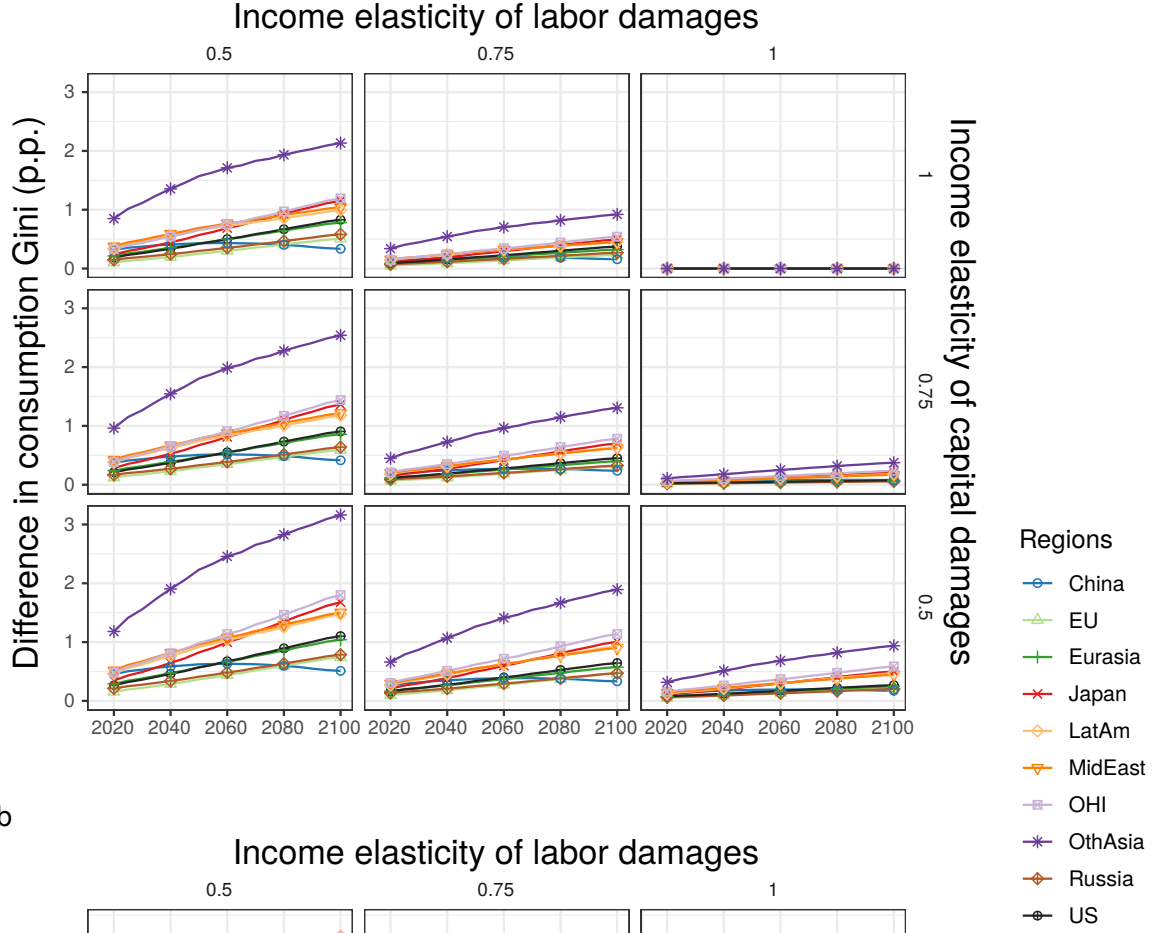 Income elasticity of labor damages
0.5 0.75 1
Difference in consumption Gini (p.p.)
3
2
1
0
1
3
2
1
0
0.75
3
2
1
0
0.5
Income elasticity of capital damages
2020 2040 2060 2080 2100 2020 2040 2060 2080 2100 2020 2040 2060 2080 2100
Regions
China
EU
Eurasia
Japan
LatAm
MidEast
OHI
OthAsia
Russia
US
b
Income elasticity of labor damages
0.5 0.75 1